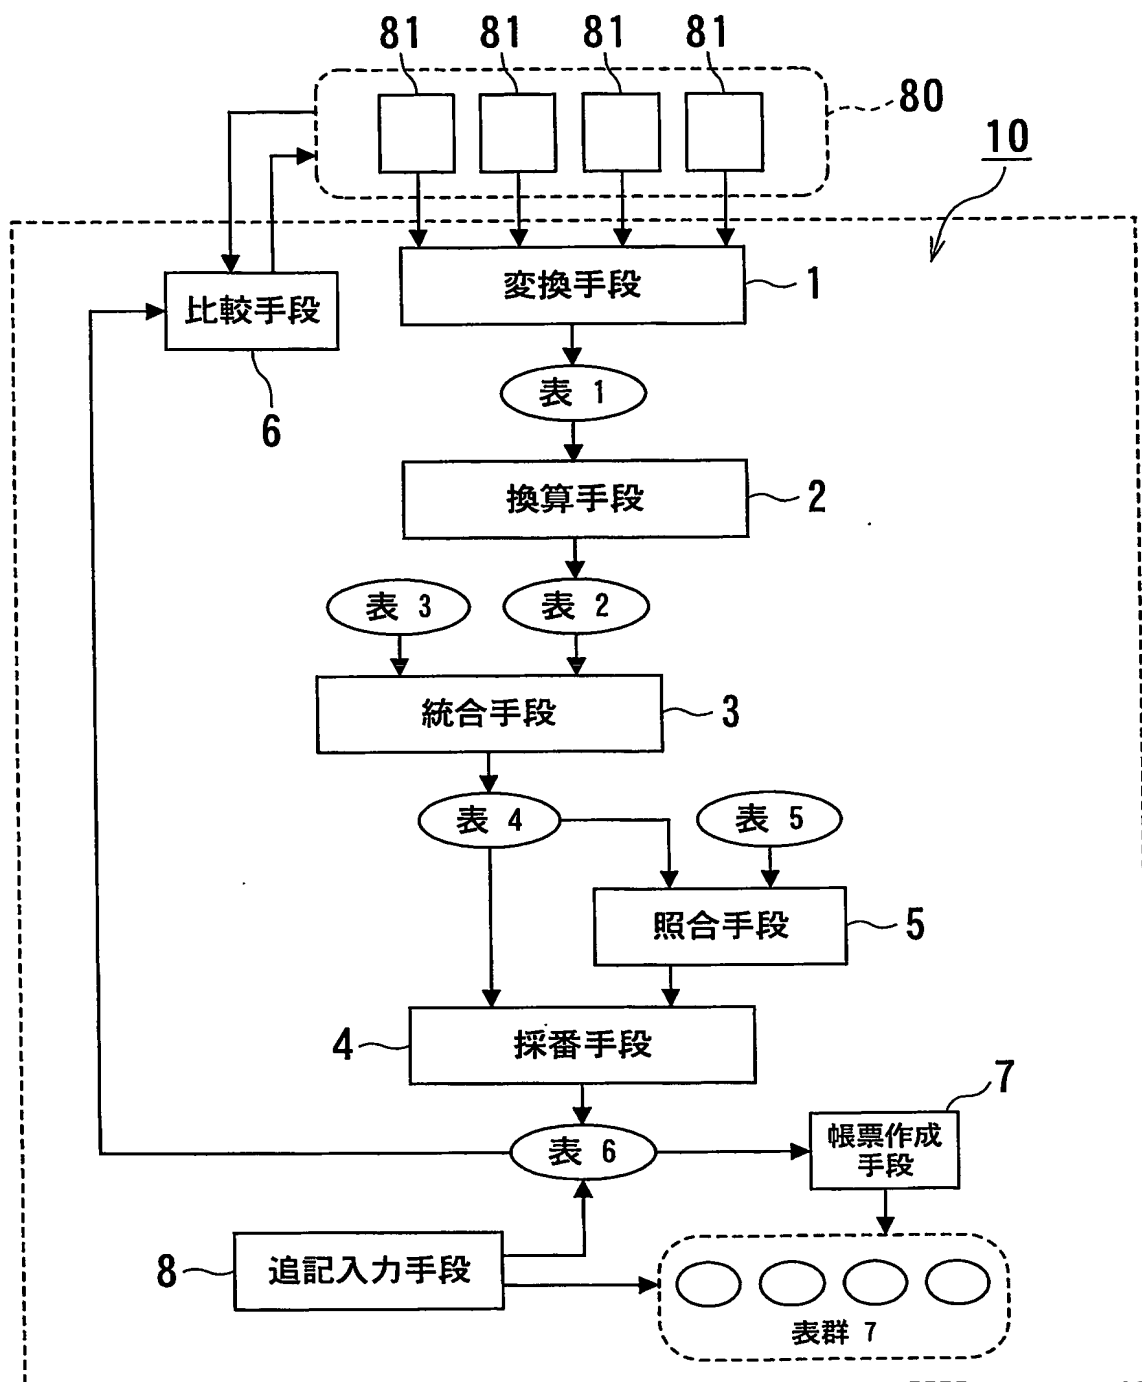 81 81 81 81
80
10
変換手段 1
比較手段
6
表 1
換算手段 2
表 3 表 2
統合手段 3
表 4 表 5
照合手段 5
4 採番手段
7
表 6 帳票作成
手段
8 追記入力手段
表群 7